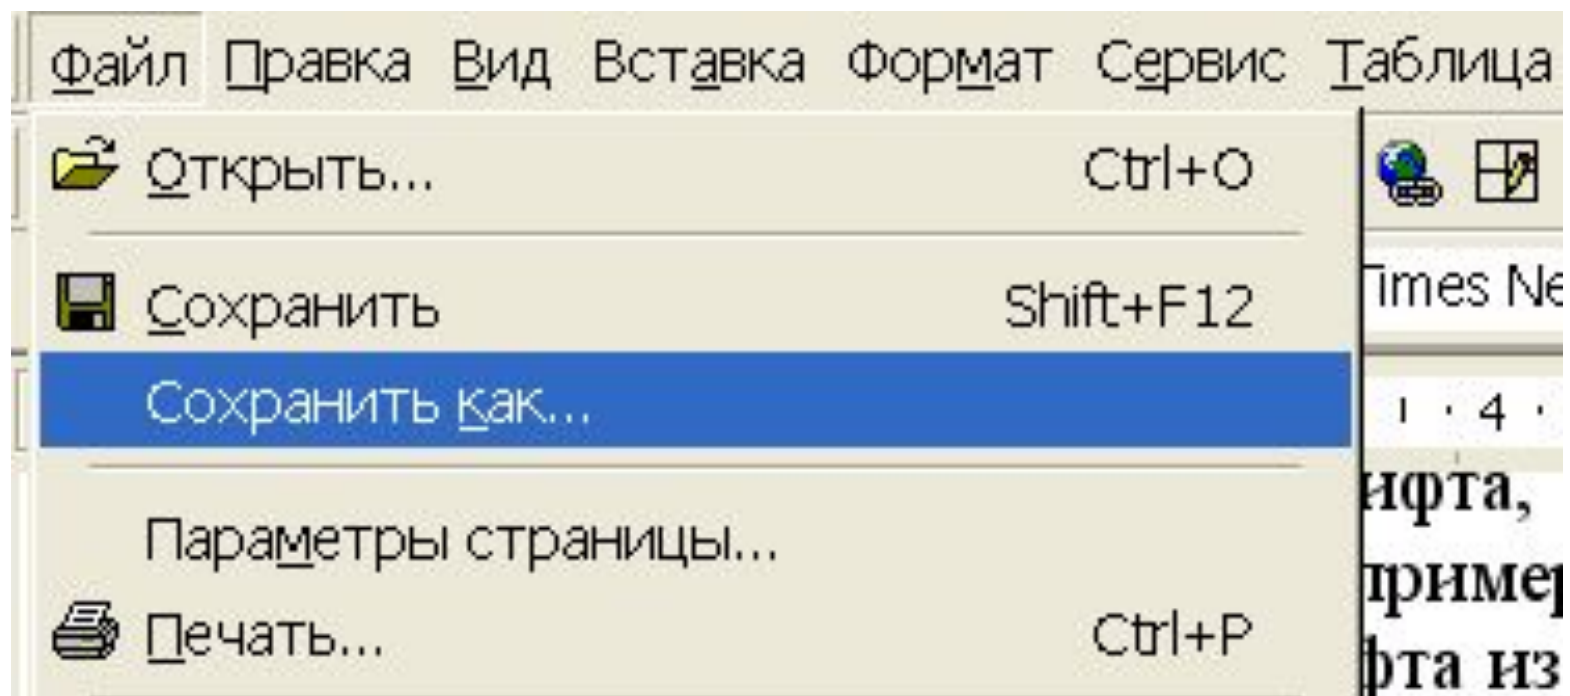 Файл Правка Вид Вставка Формат Сервис Таблица
Открыть... Ctrl+O
Сохранить Shift+F12
Times Ne
Сохранить как...
4
ифта,
Параметры страницы...
пример
Печать... Ctrl+P
фта из